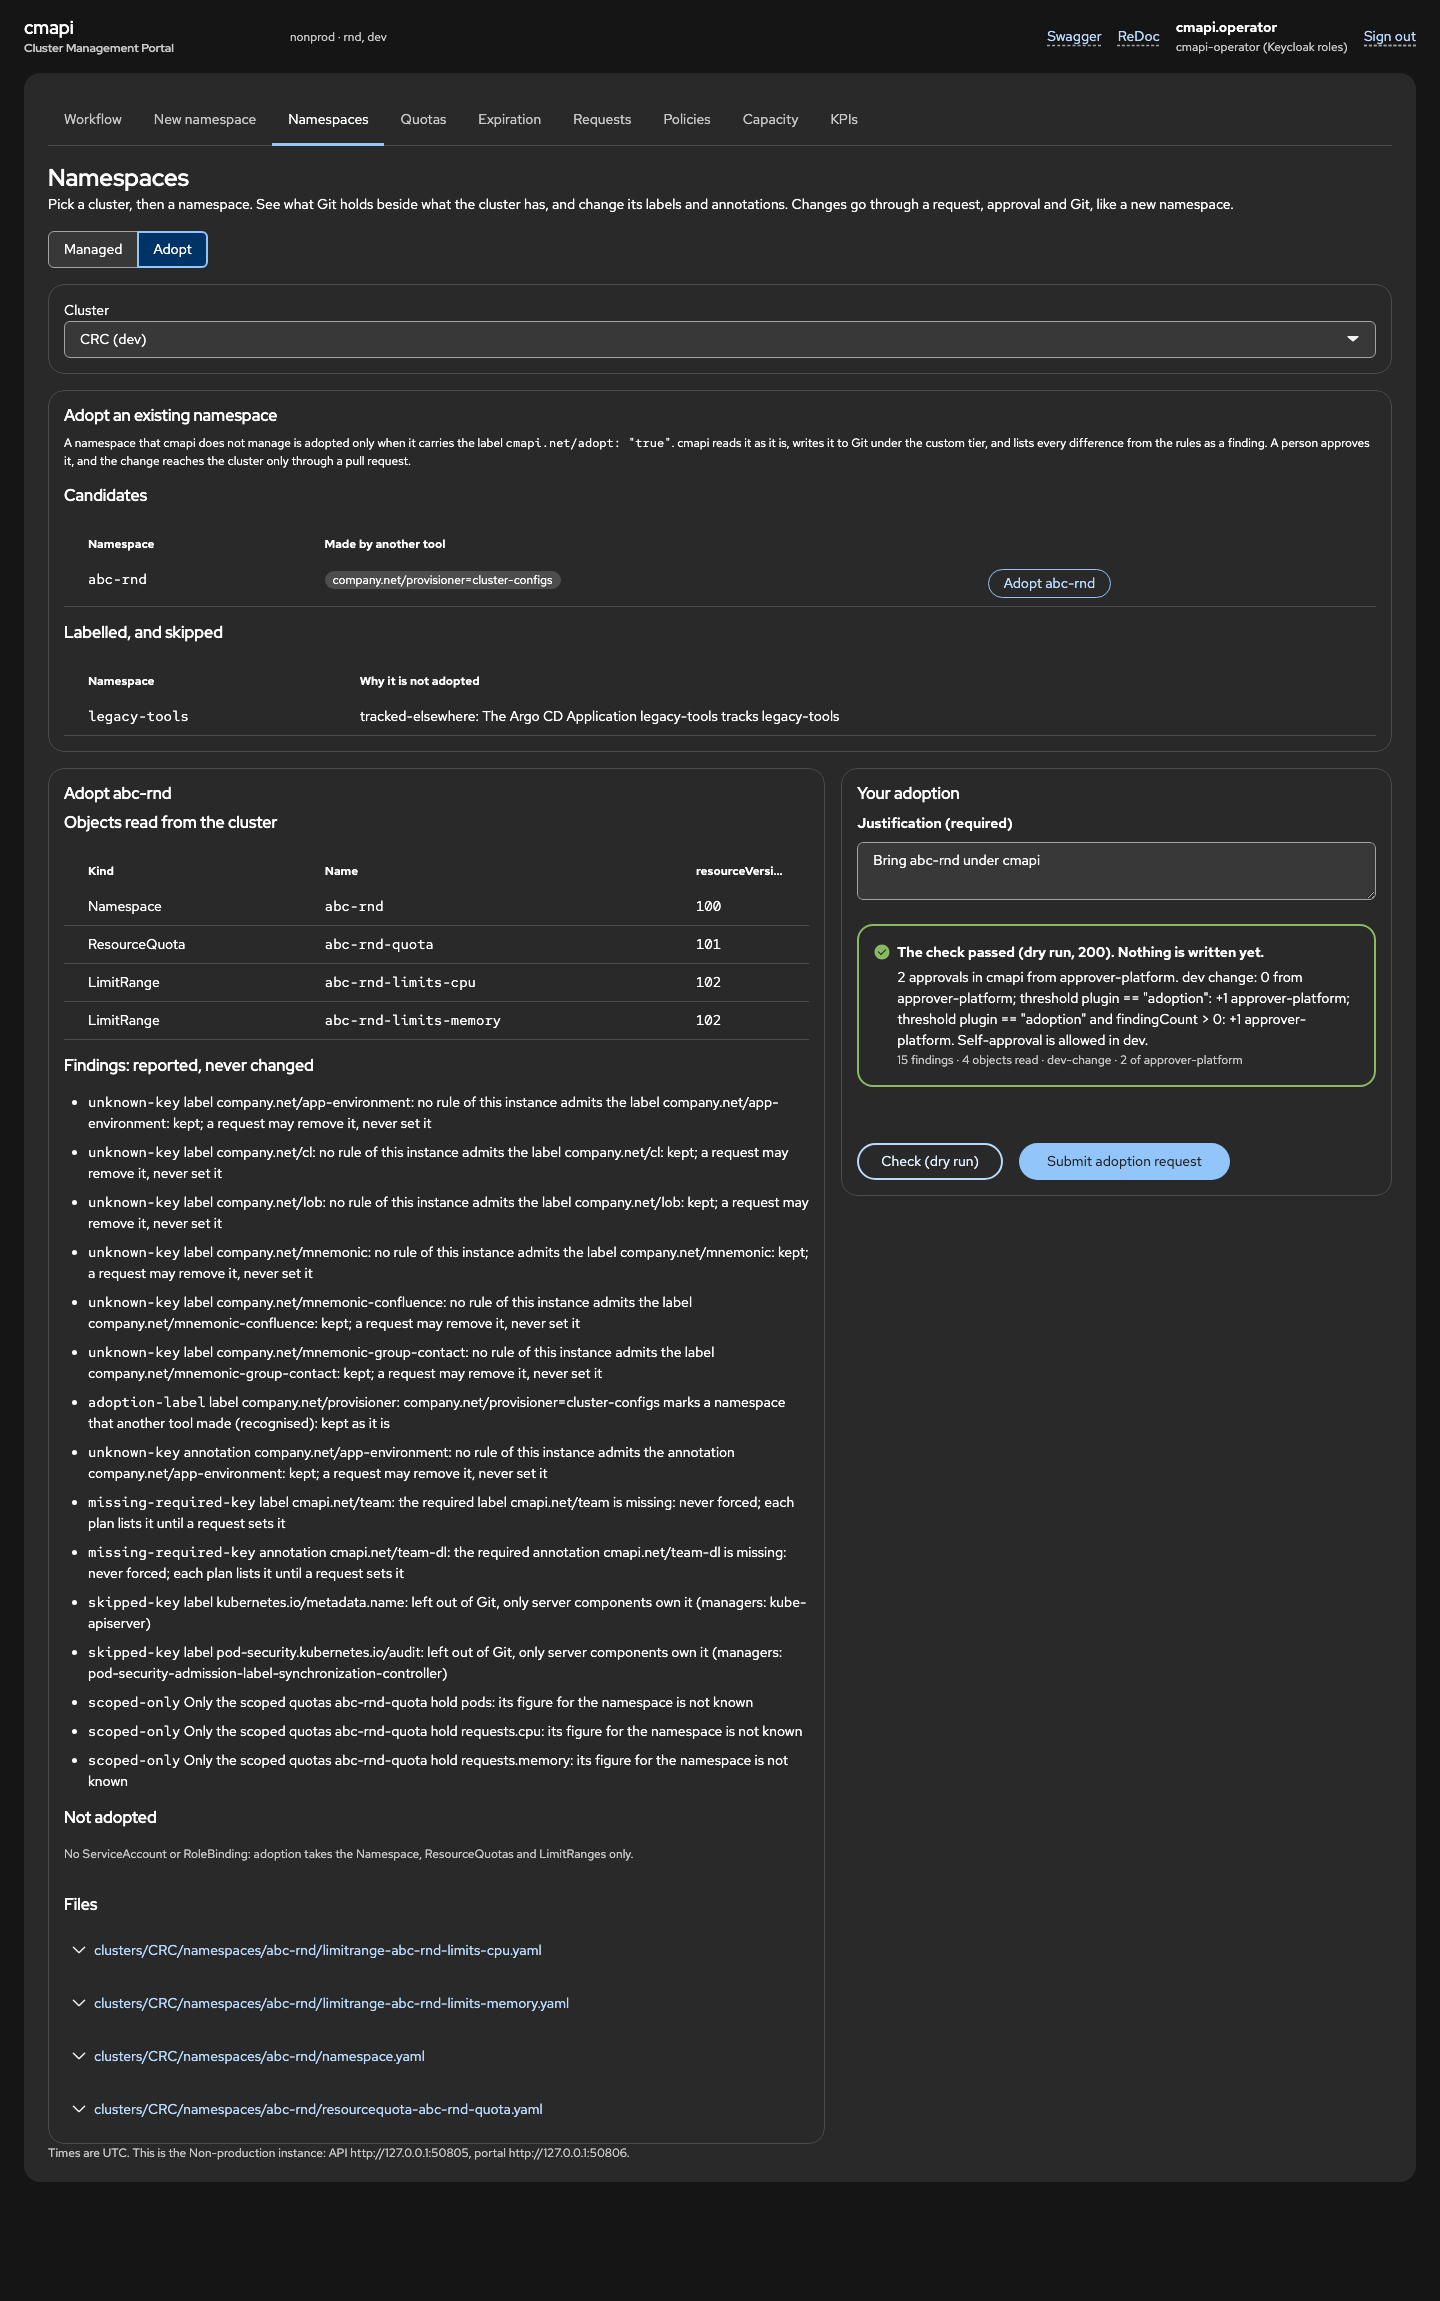 cmapi
Cluster Management Portal
nonprod · rnd, dev
Swagger
ReDoc
cmapi.operator
cmapi-operator (Keycloak roles)
Sign out
Workflow
New namespace
Namespaces
Quotas
Expiration
Requests
Policies
Capacity
KPIs
Namespaces
Pick a cluster, then a namespace. See what Git holds beside what the cluster has, and change its labels and annotations. Changes go through a request, approval and Git, like a new namespace.
Managed
Adopt
Cluster
CRC (dev)
Adopt an existing namespace
A namespace that cmapi does not manage is adopted only when it carries the label cmapi.net/adopt: "true". cmapi reads it as it is, writes it to Git under the custom tier, and lists every difference from the rules as a finding. A person approves
it, and the change reaches the cluster only through a pull request.
Candidates
Namespace
Made by another tool
abc-rnd
company.net/provisioner=cluster-configs
Adopt abc-rnd
Labelled, and skipped
Namespace
Why it is not adopted
legacy-tools
tracked-elsewhere: The Argo CD Application legacy-tools tracks legacy-tools
Adopt abc-rnd
Objects read from the cluster
Kind
Name
resourceVersi...
Namespace
abc-rnd
100
ResourceQuota
abc-rnd-quota
101
LimitRange
abc-rnd-limits-cpu
102
LimitRange
abc-rnd-limits-memory
102
Findings: reported, never changed
• unknown-key label company.net/app-environment: no rule of this instance admits the label company.net/app-
environment: kept; a request may remove it, never set it
• unknown-key label company.net/cl: no rule of this instance admits the label company.net/cl: kept; a request may
remove it, never set it
• unknown-key label company.net/lob: no rule of this instance admits the label company.net/lob: kept; a request may
remove it, never set it
• unknown-key label company.net/mnemonic: no rule of this instance admits the label company.net/mnemonic: kept;
a request may remove it, never set it
• unknown-key label company.net/mnemonic-confluence: no rule of this instance admits the label
company.net/mnemonic-confluence: kept; a request may remove it, never set it
• unknown-key label company.net/mnemonic-group-contact: no rule of this instance admits the label
company.net/mnemonic-group-contact: kept; a request may remove it, never set it
• adoption-label label company.net/provisioner: company.net/provisioner=cluster-configs marks a namespace
that another tool made (recognised): kept as it is
• unknown-key annotation company.net/app-environment: no rule of this instance admits the annotation
company.net/app-environment: kept; a request may remove it, never set it
• missing-required-key label cmapi.net/team: the required label cmapi.net/team is missing: never forced; each
plan lists it until a request sets it
• missing-required-key annotation cmapi.net/team-dl: the required annotation cmapi.net/team-dl is missing:
never forced; each plan lists it until a request sets it
• skipped-key label kubernetes.io/metadata.name: left out of Git, only server components own it (managers: kube-
apiserver)
• skipped-key label pod-security.kubernetes.io/audit: left out of Git, only server components own it (managers:
pod-security-admission-label-synchronization-controller)
• scoped-only Only the scoped quotas abc-rnd-quota hold pods: its figure for the namespace is not known
• scoped-only Only the scoped quotas abc-rnd-quota hold requests.cpu: its figure for the namespace is not known
• scoped-only Only the scoped quotas abc-rnd-quota hold requests.memory: its figure for the namespace is not
known
Not adopted
No ServiceAccount or RoleBinding: adoption takes the Namespace, ResourceQuotas and LimitRanges only.
Files
clusters/CRC/namespaces/abc-rnd/limitrange-abc-rnd-limits-cpu.yaml
clusters/CRC/namespaces/abc-rnd/limitrange-abc-rnd-limits-memory.yaml
clusters/CRC/namespaces/abc-rnd/namespace.yaml
clusters/CRC/namespaces/abc-rnd/resourcequota-abc-rnd-quota.yaml
Your adoption
Justification (required)
Bring abc-rnd under cmapi
The check passed (dry run, 200). Nothing is written yet.
2 approvals in cmapi from approver-platform. dev change: 0 from
approver-platform; threshold plugin == "adoption": +1 approver-platform;
threshold plugin == "adoption" and findingCount > 0: +1 approver-
platform. Self-approval is allowed in dev.
15 findings · 4 objects read · dev-change · 2 of approver-platform
Check (dry run)
Submit adoption request
Times are UTC. This is the Non-production instance: API http://127.0.0.1:50805, portal http://127.0.0.1:50806.